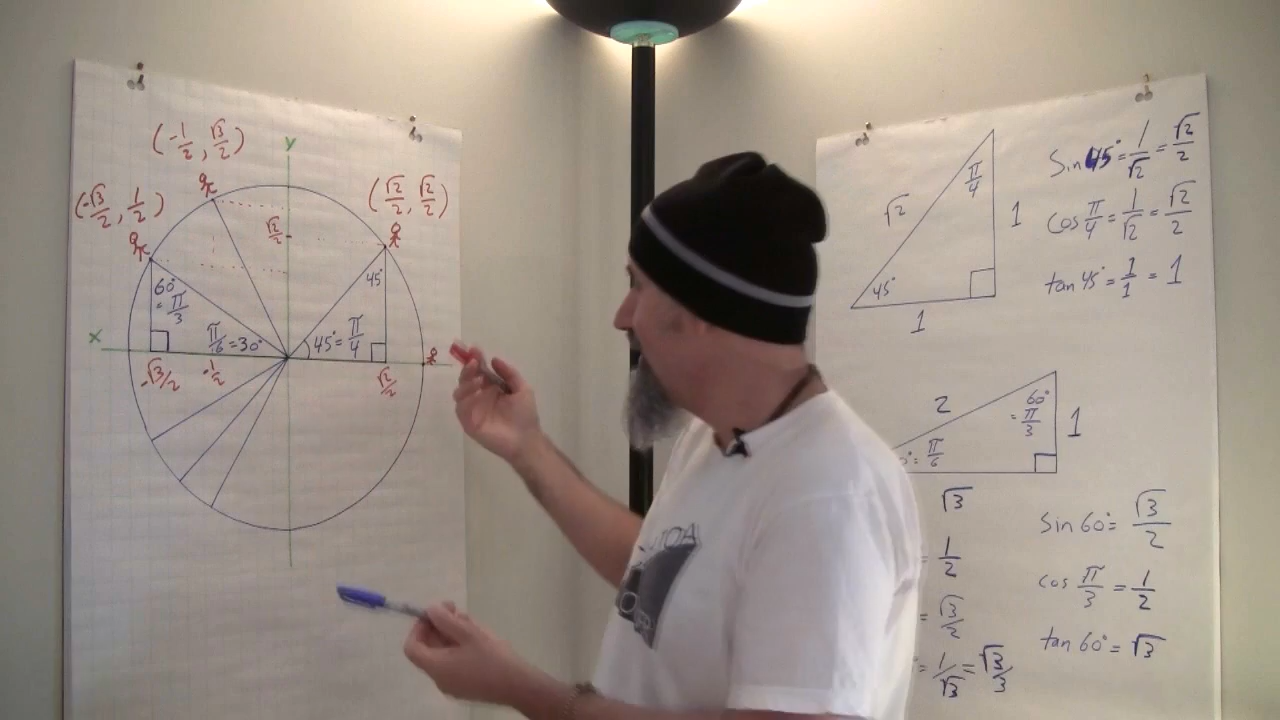 (-1/2, √3/2)
y
(-√3/2, 1/2)
(√2/2, √2/2)
√2/2
60° = π/3
45°
x
π/6 = 30°
45° = π/4
-√3/2
-1/2
√2/2
√2
π/4
1
45°
1
Sin 45° = 1/√2 = √2/2
cos π/4 = 1/√2 = √2/2
tan 45° = 1/1 = 1
2
60° = π/3
1
° = π/6
√3
= 1/2
= √3/2
= 1/√3 = √3/3
Sin 60° = √3/2
cos π/3 = 1/2
tan 60° = √3